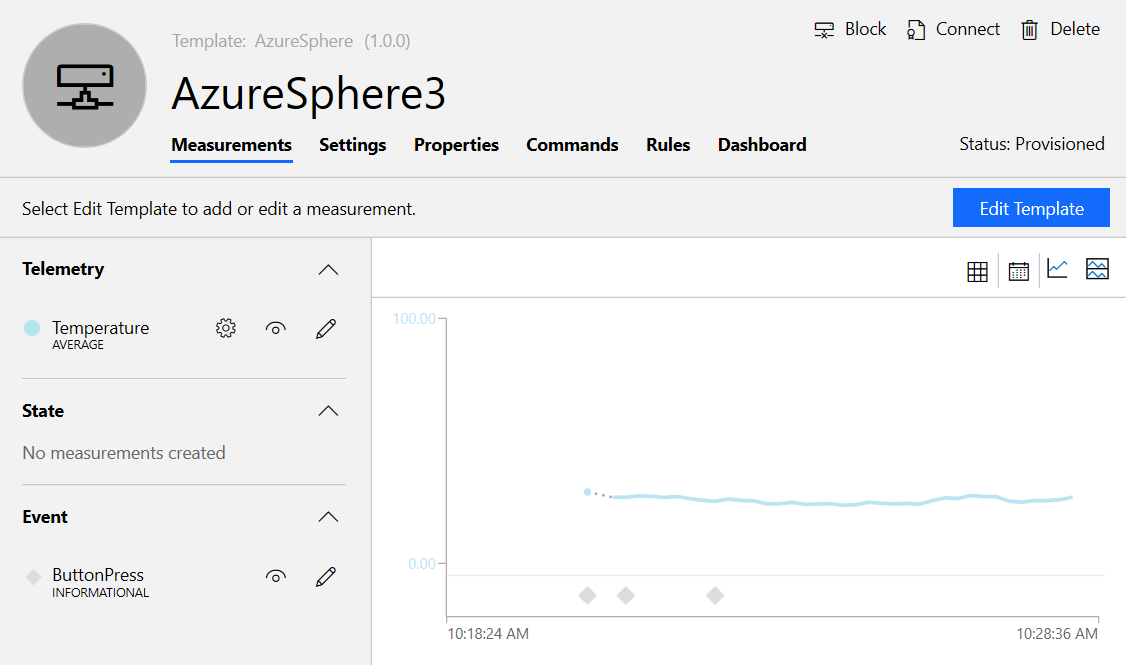 Block Connect Delete
Template: AzureSphere (1.0.0)
AzureSphere3
Measurements Settings Properties Commands Rules Dashboard
Status: Provisioned
Select Edit Template to add or edit a measurement.
Edit Template
Telemetry
Temperature
AVERAGE
State
No measurements created
Event
ButtonPress
INFORMATIONAL
100.00
0.00
10:18:24 AM
10:28:36 AM